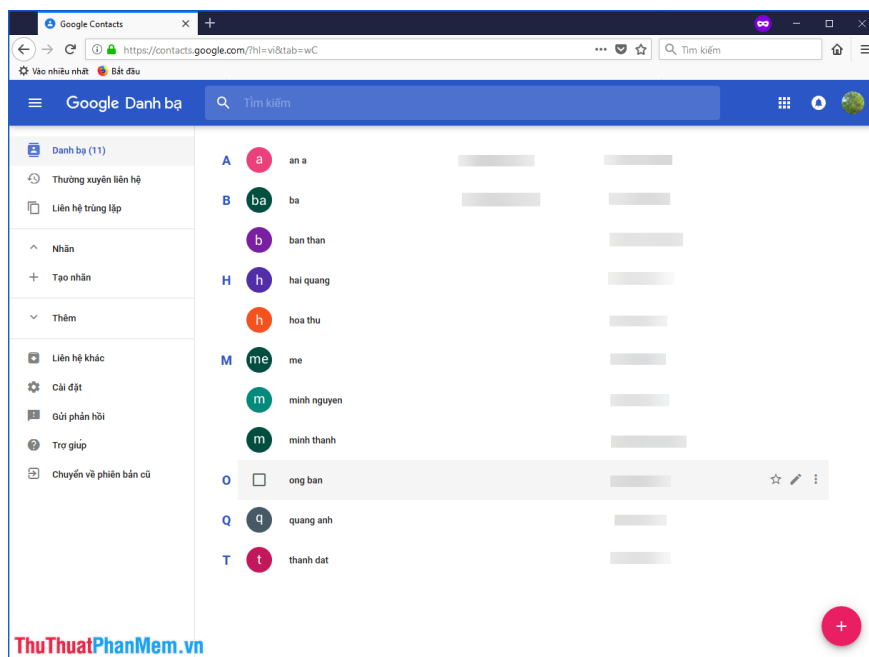 Google Contacts
https://contacts.google.com/?hl=vi&tab=wC
Tìm kiếm
Vào nhiều nhất
Bắt đầu
Google Danh bạ
Tìm kiếm
Danh bạ (11)
Thường xuyên liên hệ
Liên hệ trùng lặp
Nhãn
Tạo nhãn
Thêm
Liên hệ khác
Cài đặt
Gửi phản hồi
Trợ giúp
Chuyển về phiên bản cũ
A a an a
B ba ba
b ban than
H h hai quang
h hoa thu
M me me
m minh nguyen
m minh thanh
O ong ban
Q q quang anh
T t thanh dat
ThuThuatPhanMem.vn